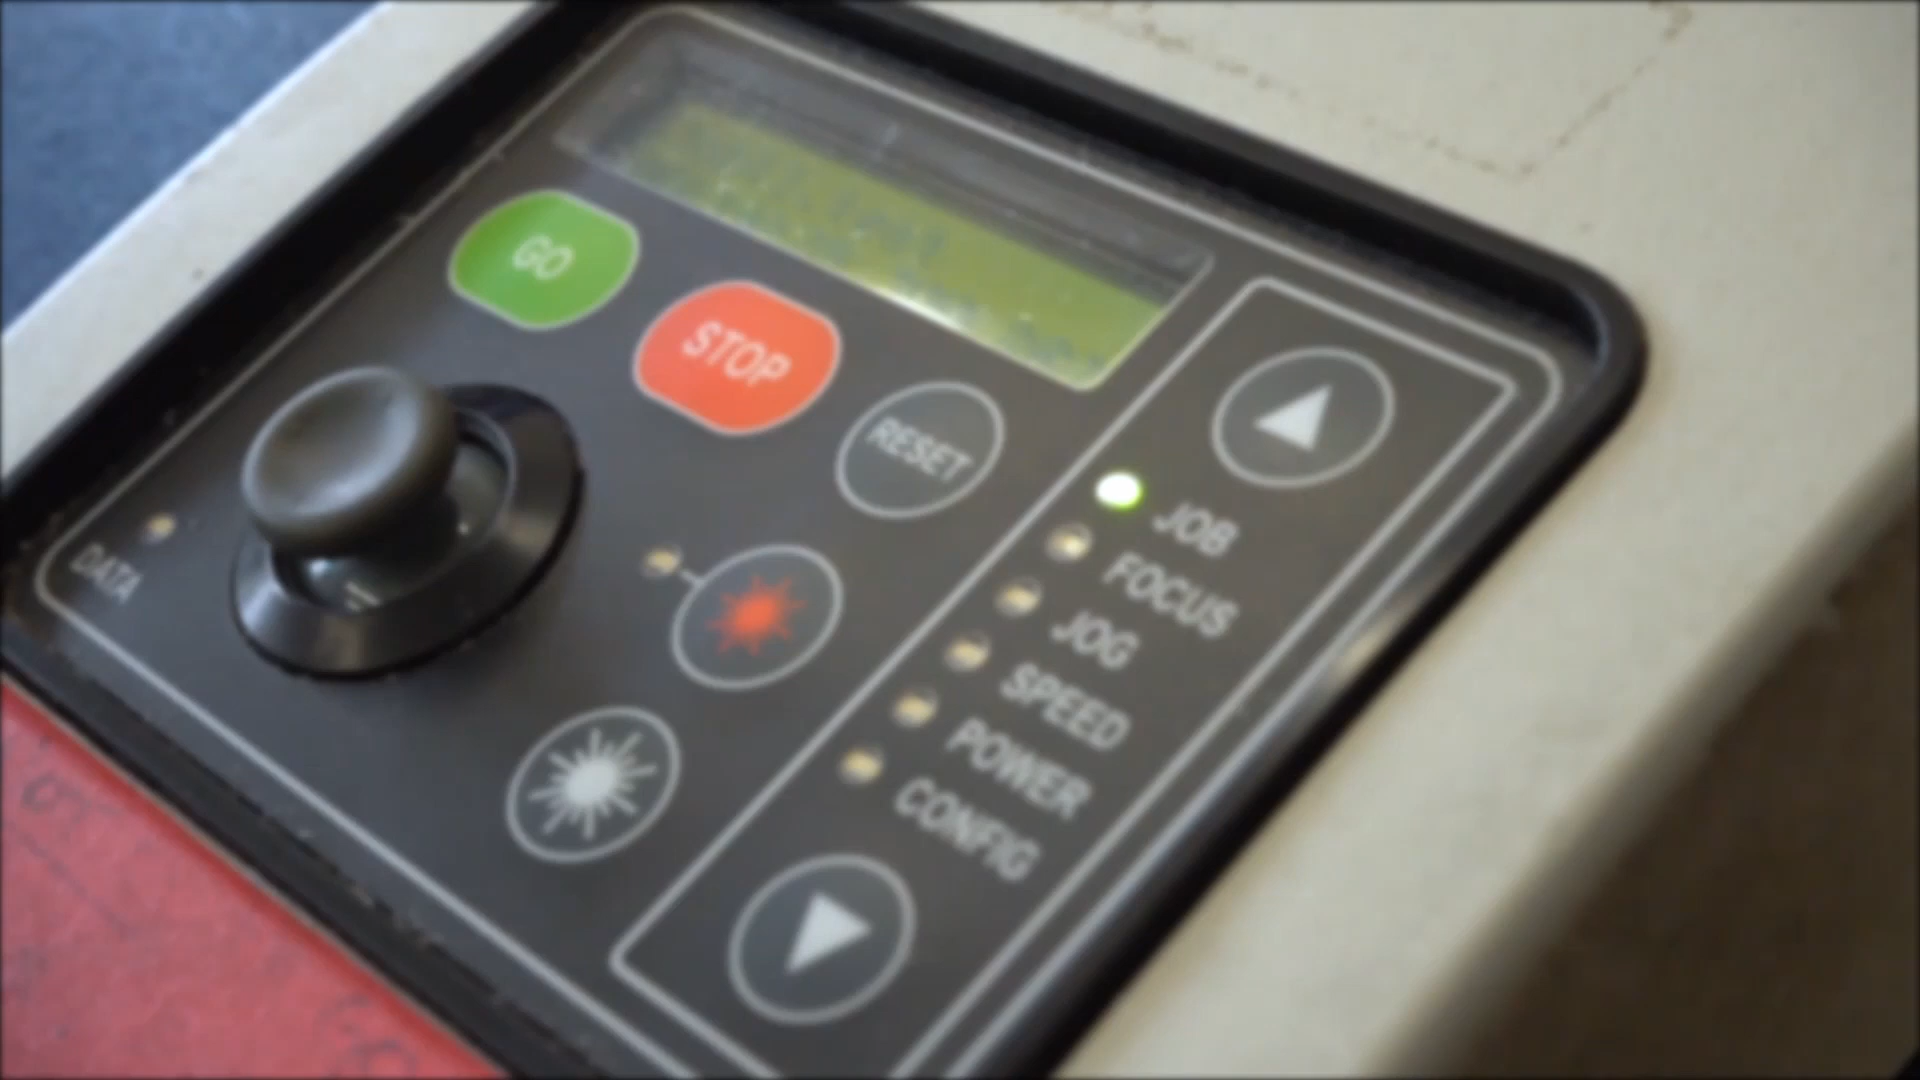 GO
STOP
RESET
DATA
JOB
FOCUS
JOG
SPEED
POWER
CONFIG